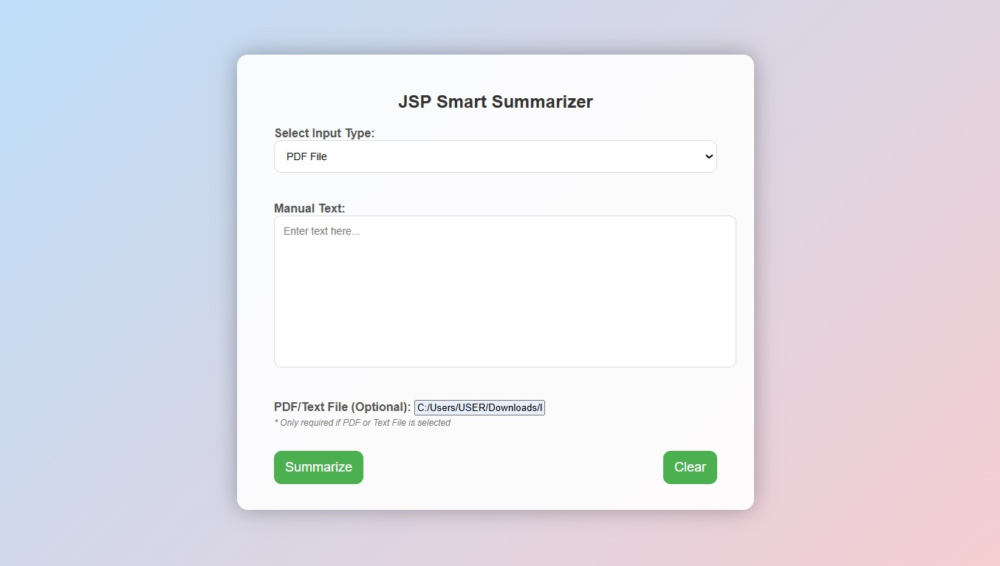 JSP Smart Summarizer
Select Input Type:
PDF File
Manual Text:
Enter text here...
PDF/Text File (Optional): C:/Users/USER/Downloads/
* Only required if PDF or Text File is selected
Summarize Clear